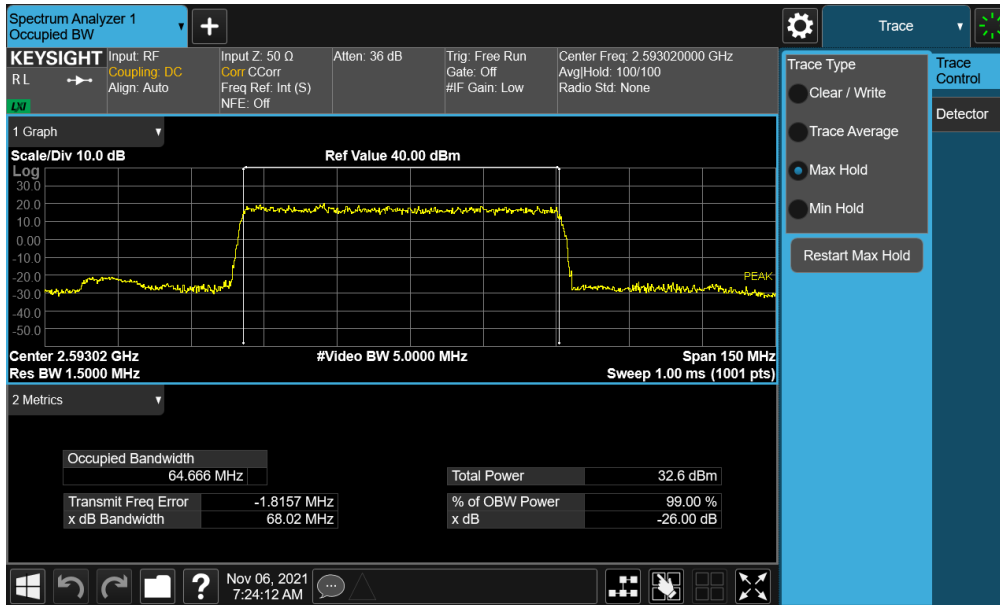 Spectrum Analyzer 1
Occupied BW
+
Trace
KEYSIGHT
R L
LXI
Input: RF
Coupling: DC
Align: Auto
Input Z: 50 Ω
Corr CCorr
Freq Ref: Int (S)
NFE: Off
Atten: 36 dB
Trig: Free Run
Gate: Off
#IF Gain: Low
Center Freq: 2.593020000 GHz
Avg|Hold: 100/100
Radio Std: None
1 Graph
Scale/Div 10.0 dB
Ref Value 40.00 dBm
Log
30.0
20.0
10.0
0.00
-10.0
-20.0
-30.0
-40.0
-50.0
PEAK
Center 2.59302 GHz
#Video BW 5.0000 MHz
Span 150 MHz
Res BW 1.5000 MHz
Sweep 1.00 ms (1001 pts)
2 Metrics
Occupied Bandwidth
64.666 MHz
Total Power 32.6 dBm
Transmit Freq Error -1.8157 MHz
% of OBW Power 99.00 %
x dB Bandwidth 68.02 MHz
x dB -26.00 dB
Trace Type
Clear / Write
Trace Average
Max Hold
Min Hold
Restart Max Hold
Trace
Control
Detector
?
Nov 06, 2021
7:24:12 AM